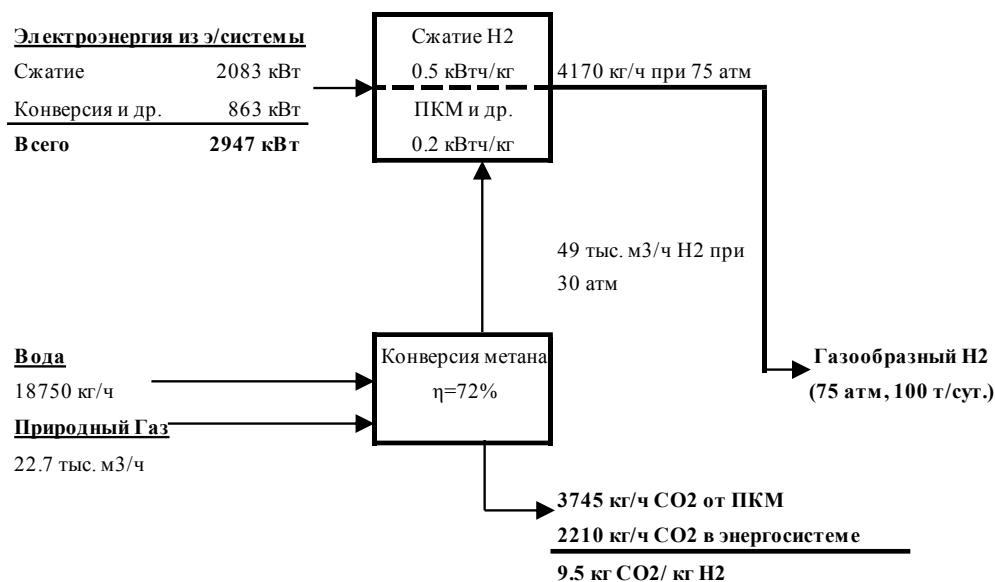 Электроэнергия из э/системы
Сжатие 2083 кВт
Конверсия и др. 863 кВт
Всего 2947 кВт
Сжатие H2
0.5 кВтч/кг
ПКМ и др.
0.2 кВтч/кг
4170 кг/ч при 75 атм
49 тыс. м3/ч H2 при
30 атм
Вода
18750 кг/ч
Природный Газ
22.7 тыс. м3/ч
Конверсия метана
η=72%
Газообразный H2
(75 атм, 100 т/сут.)
3745 кг/ч CO2 от ПКМ
2210 кг/ч CO2 в энергосистеме
9.5 кг CO2/ кг H2